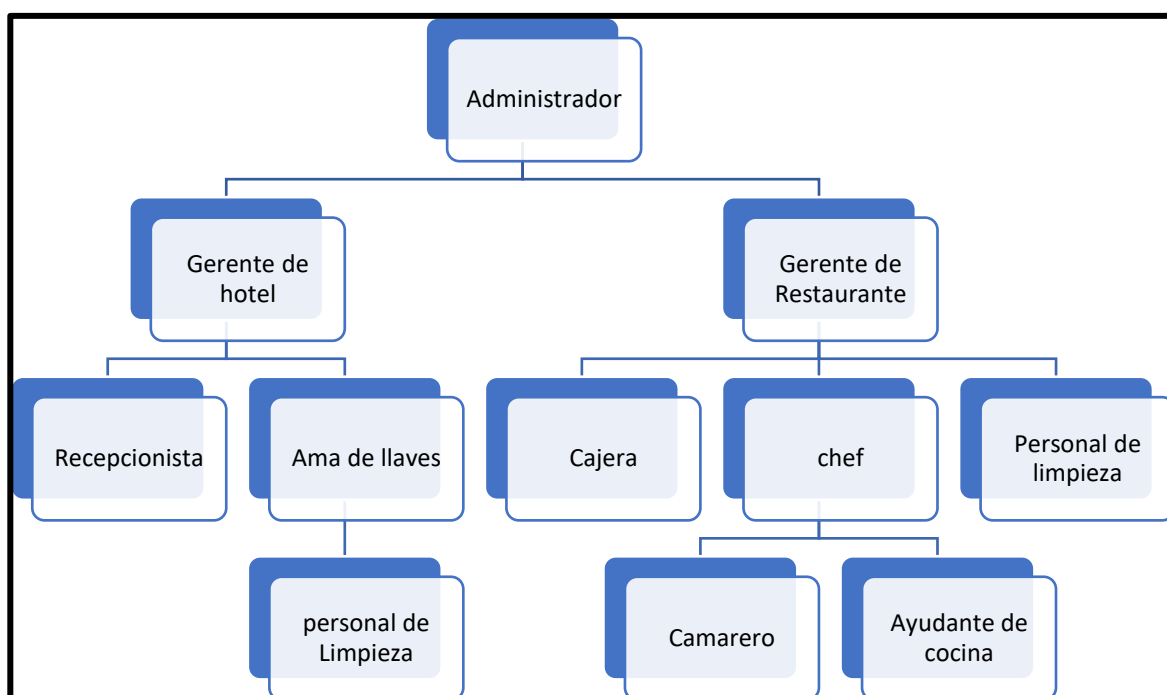 Administrador
Gerente de
hotel
Gerente de
Restaurante
Recepcionista
Ama de llaves
Cajera
chef
Personal de
limpieza
personal de
Limpieza
Camarero
Ayudante de
cocina